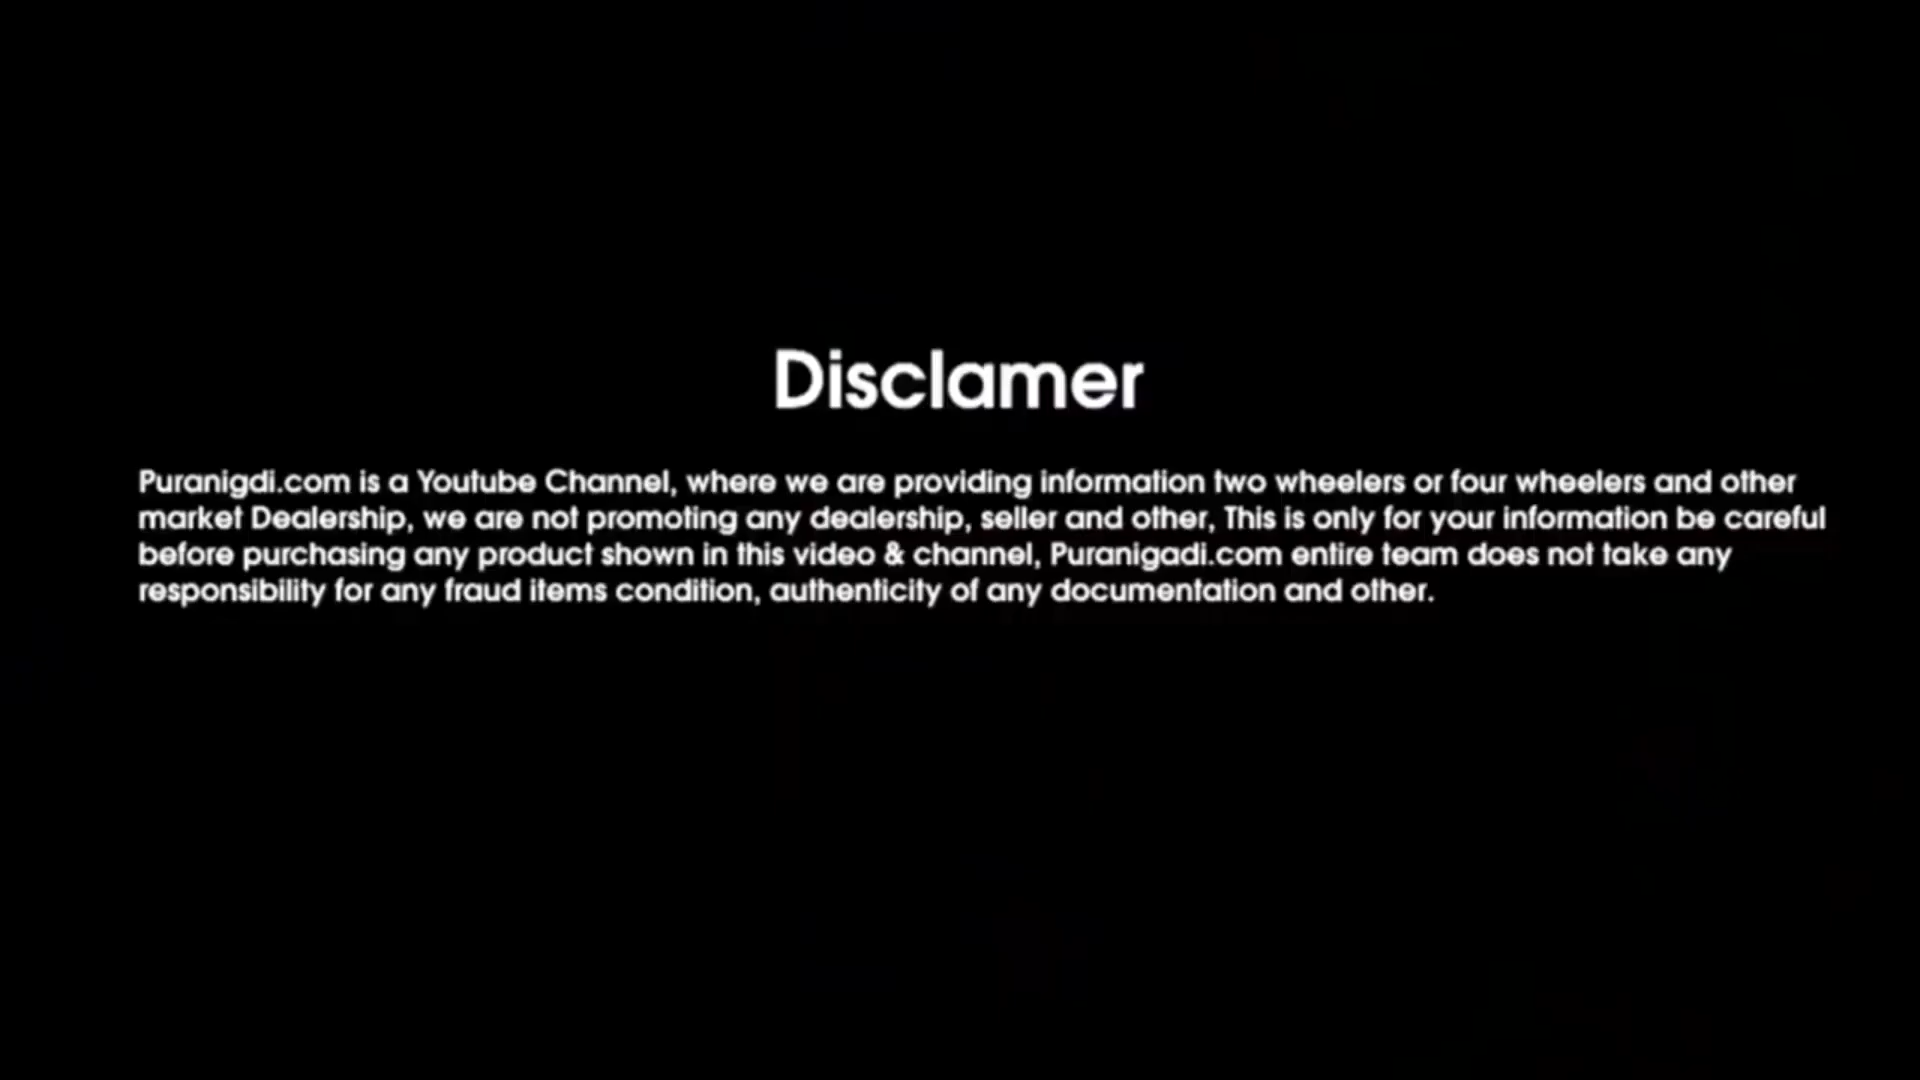 Disclamer
Puranigdi.com is a Youtube Channel, where we are providing information two wheelers or four wheelers and other
market Dealership, we are not promoting any dealership, seller and other, This is only for your information be careful
before purchasing any product shown in this video & channel, Puranigadi.com entire team does not take any
responsibility for any fraud items condition, authenticity of any documentation and other.